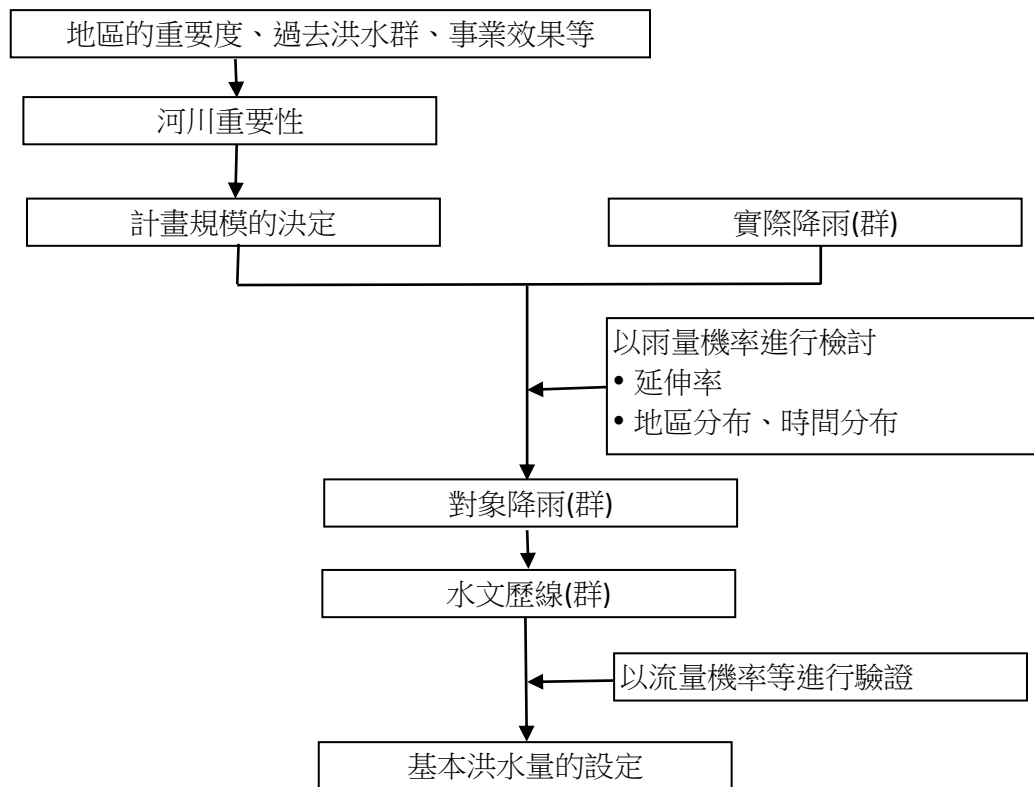 地區的重要度、過去洪水群、事業效果等
河川重要性
計畫規模的決定
實際降雨(群)
以雨量機率進行檢討
• 延伸率
• 地區分布、時間分布
對象降雨(群)
水文歷線(群)
以流量機率等進行驗證
基本洪水量的設定